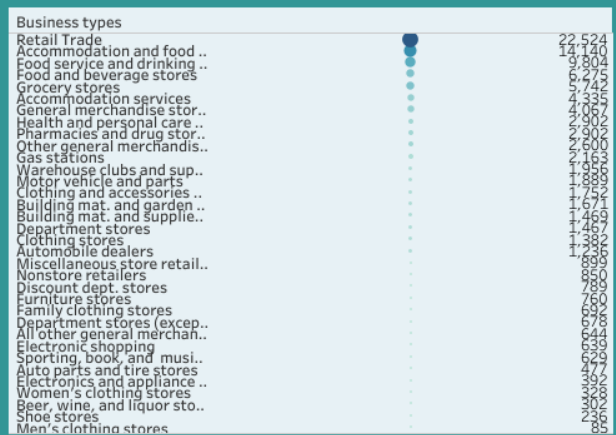 Business types
Retail Trade 22,524
Accommodation and food .. 14,140
Food service and drinking .. 9,804
Food and beverage stores 6,275
Grocery stores 5,742
Accommodation services 4,335
General merchandise stor.. 4,067
Health and personal care .. 2,902
Pharmacies and drug stor.. 2,902
Other general merchandis.. 2,600
Gas stations 2,163
Warehouse clubs and sup.. 1,956
Motor vehicle and parts 1,889
Clothing and accessories .. 1,752
Building mat. and garden .. 1,671
Building mat. and supplie.. 1,469
Department stores 1,467
Clothing stores 1,382
Automobile dealers 1,236
Miscellaneous store retail.. 899
Nonstore retailers 850
Discount dept. stores 789
Furniture stores 760
Family clothing stores 692
Department stores (excep.. 678
All other general merchan.. 644
Electronic shopping 639
Sporting, book, and musi.. 629
Auto parts and tire stores 477
Electronics and appliance .. 392
Women's clothing stores 328
Beer, wine, and liquor sto.. 302
Shoe stores 236
Men's clothing stores 85